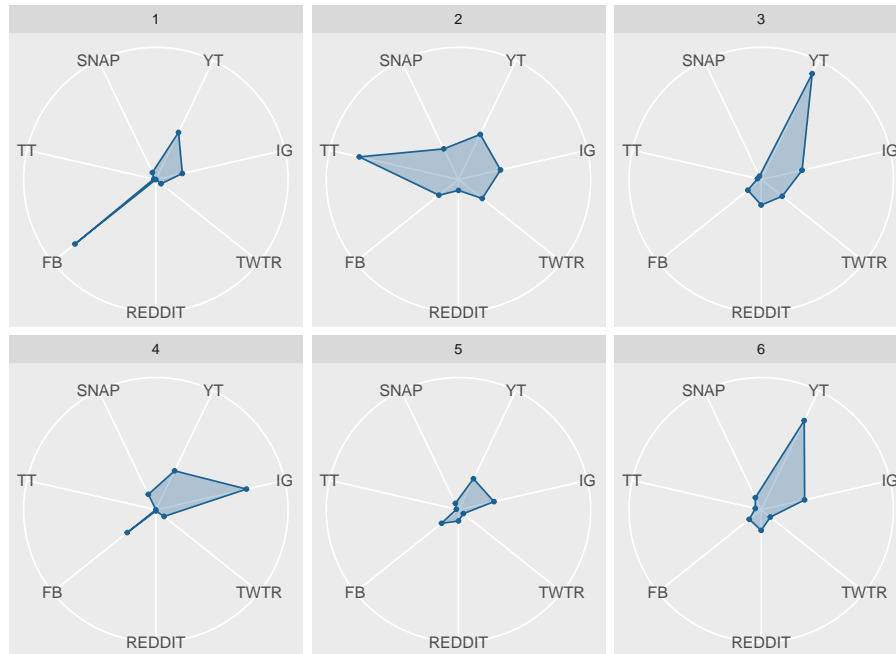 1
SNAP YT
TT IG
FB TWTR
REDDIT
2
SNAP YT
TT IG
FB TWTR
REDDIT
3
SNAP YT
TT IG
FB TWTR
REDDIT
4
SNAP YT
TT IG
FB TWTR
REDDIT
5
SNAP YT
TT IG
FB TWTR
REDDIT
6
SNAP YT
TT IG
FB TWTR
REDDIT